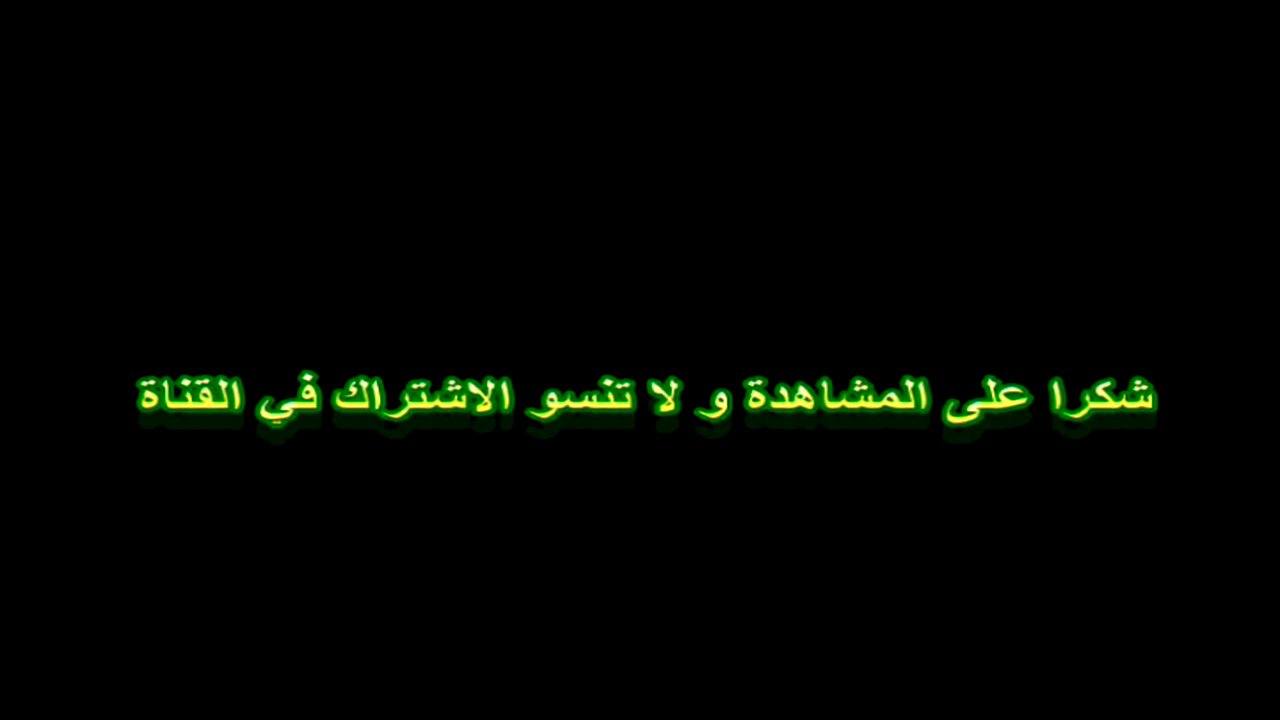 شكرا على المشاهدة و لا تنسو الاشتراك في القناة